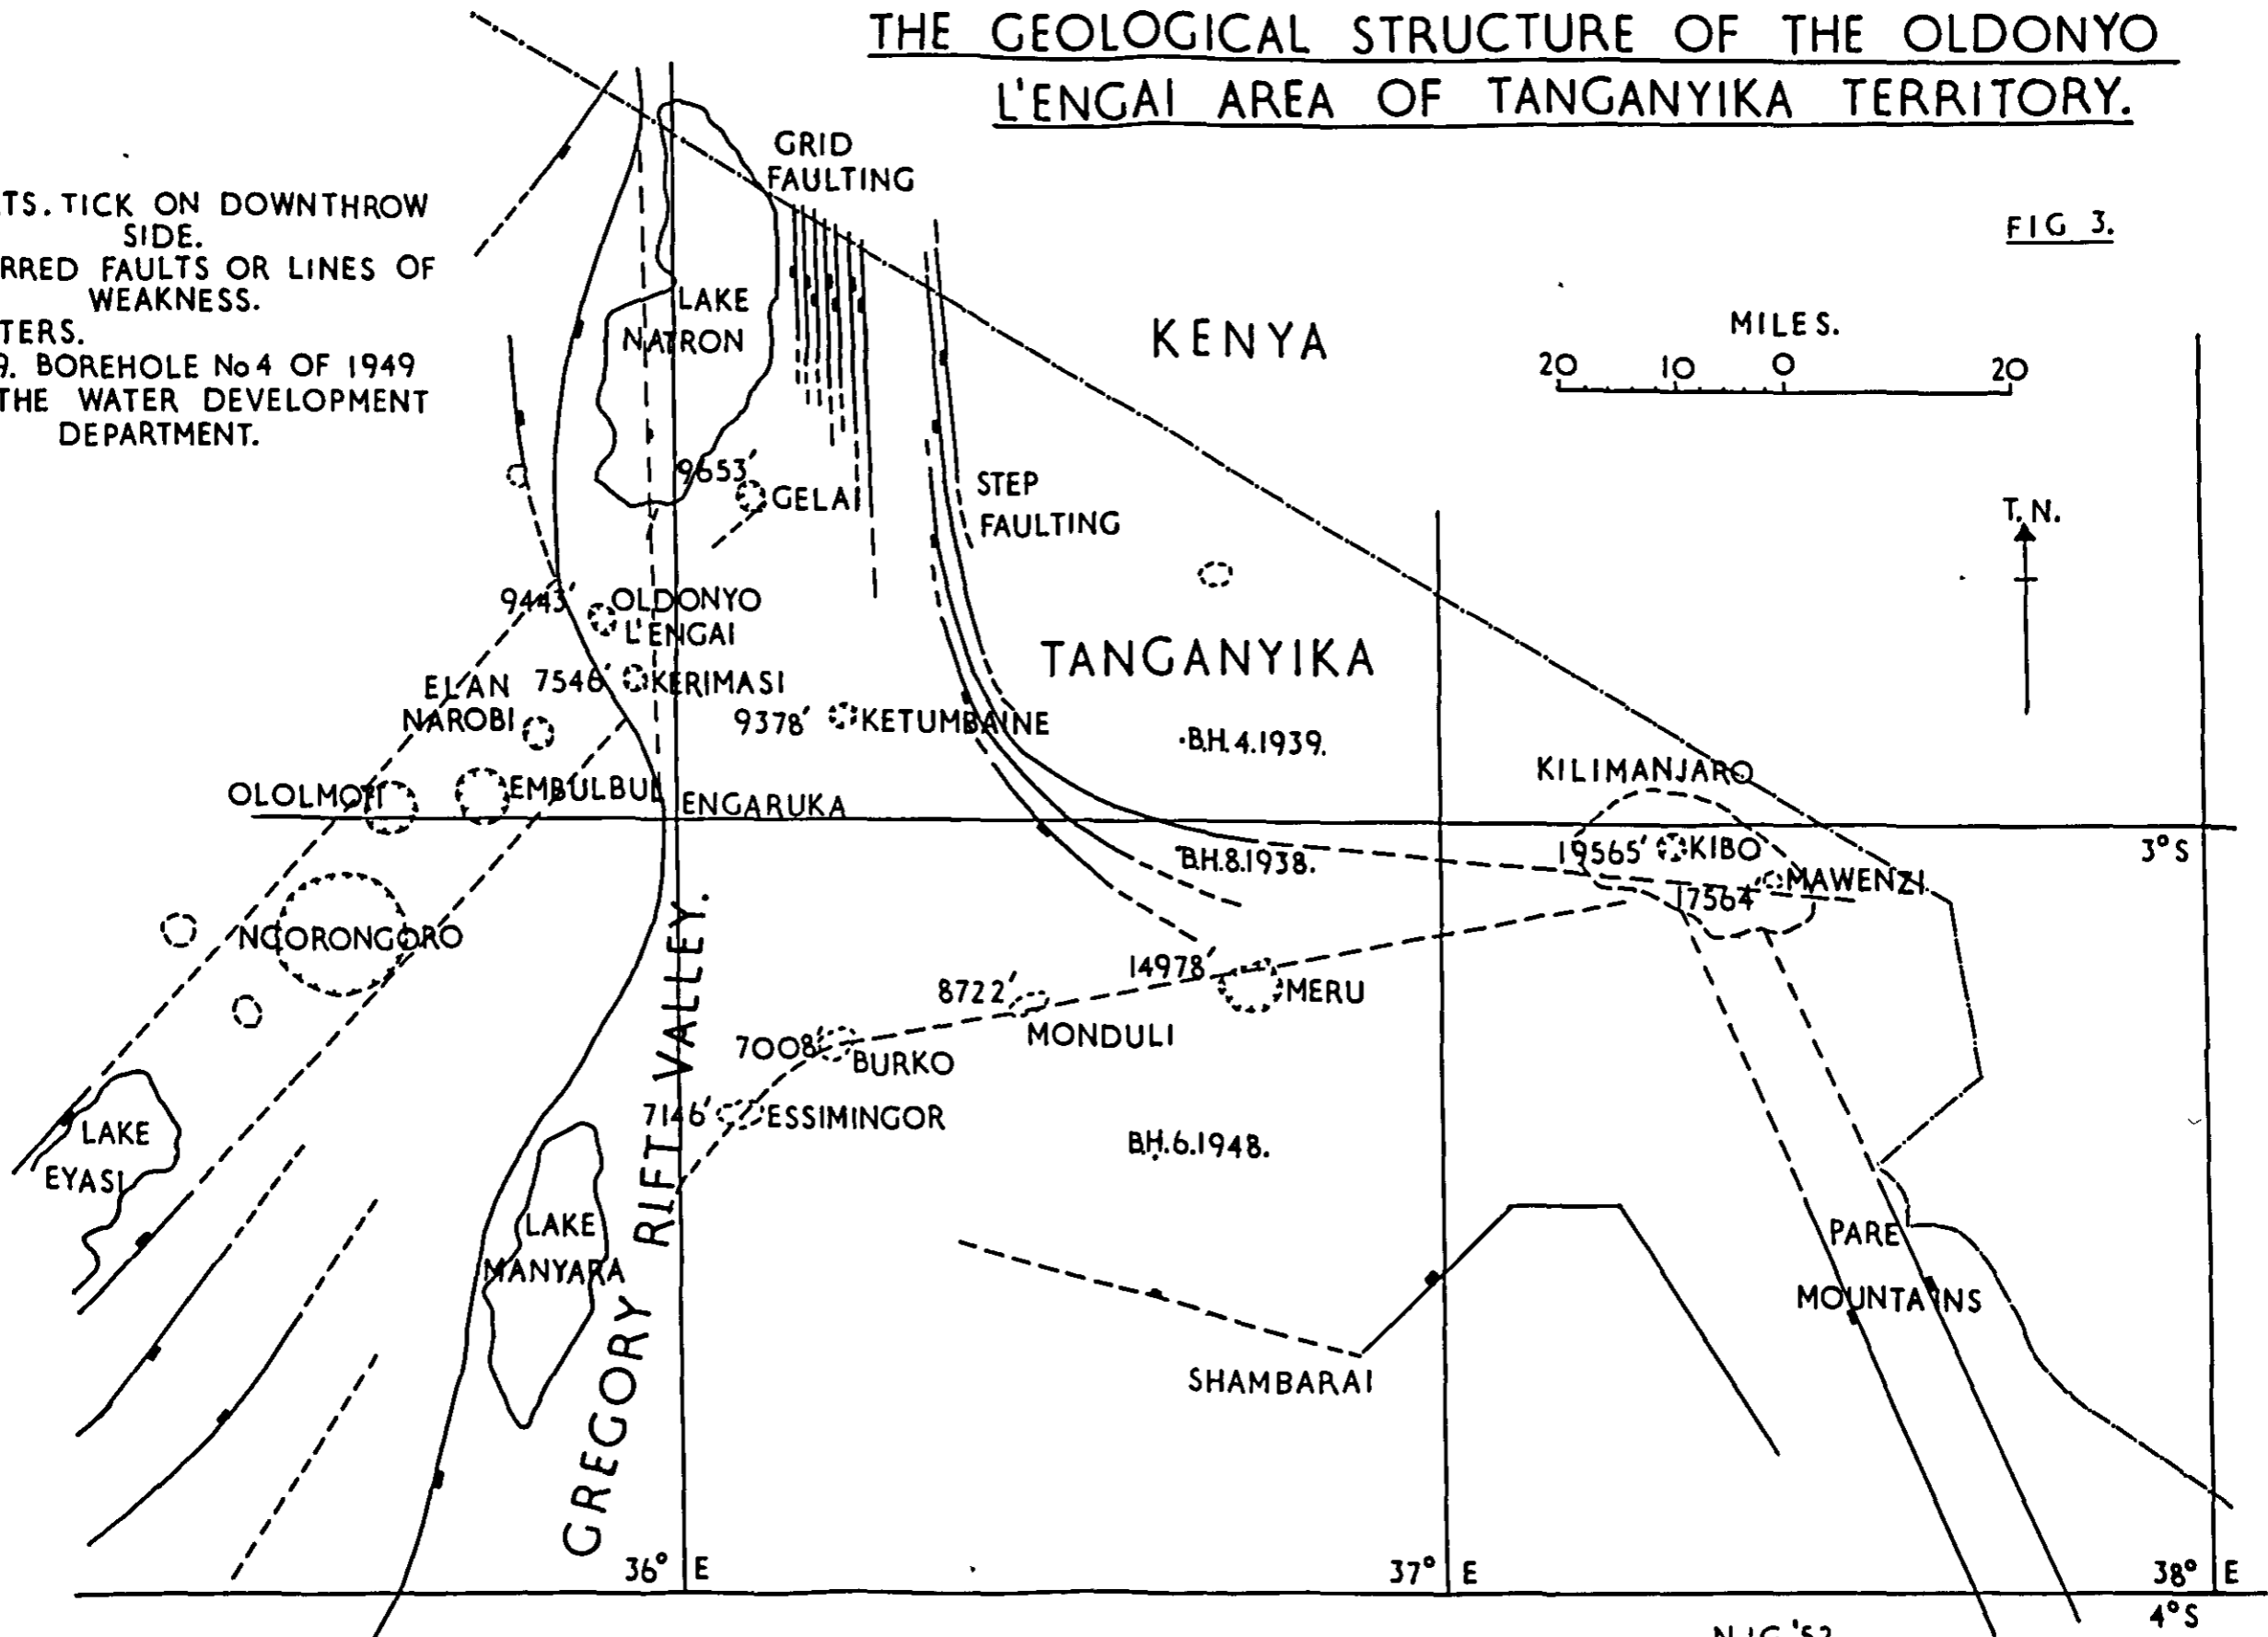 THE GEOLOGICAL STRUCTURE OF THE OLDONYO
L'ENGAI AREA OF TANGANYIKA TERRITORY.
FIG 3.
TS. TICK ON DOWNTHROW
SIDE.
RRED FAULTS OR LINES OF
WEAKNESS.
TERS.
9. BOREHOLE No 4 OF 1949
THE WATER DEVELOPMENT
DEPARTMENT.
GRID
FAULTING
LAKE
NATRON
KENYA
MILES.
20 10 0 20
T.N.
9653'
GELAI
STEP
FAULTING
9443'
OLDONYO
L'ENGAI
TANGANYIKA
ELAN
NAROBI
7546'
KERIMASI
9378'
KETUMBAINE
B.H.4.1939.
KILIMANJARO
OLOLMOTI
EMBULBUL
ENGARUKA
3°S
B.H.8.1938.
19565'
KIBO
MAWENZI
17564'
NGORONGORO
14978'
MERU
8722'
MONDULI
7008'
BURKO
7146'
ESSIMINGOR
B.H.6.1948.
LAKE
EYASI
LAKE
MANYARA
GREGORY RIFT VALLEY.
PARE
MOUNTAINS
SHAMBARAI
36° E
37° E
38° E
4°S